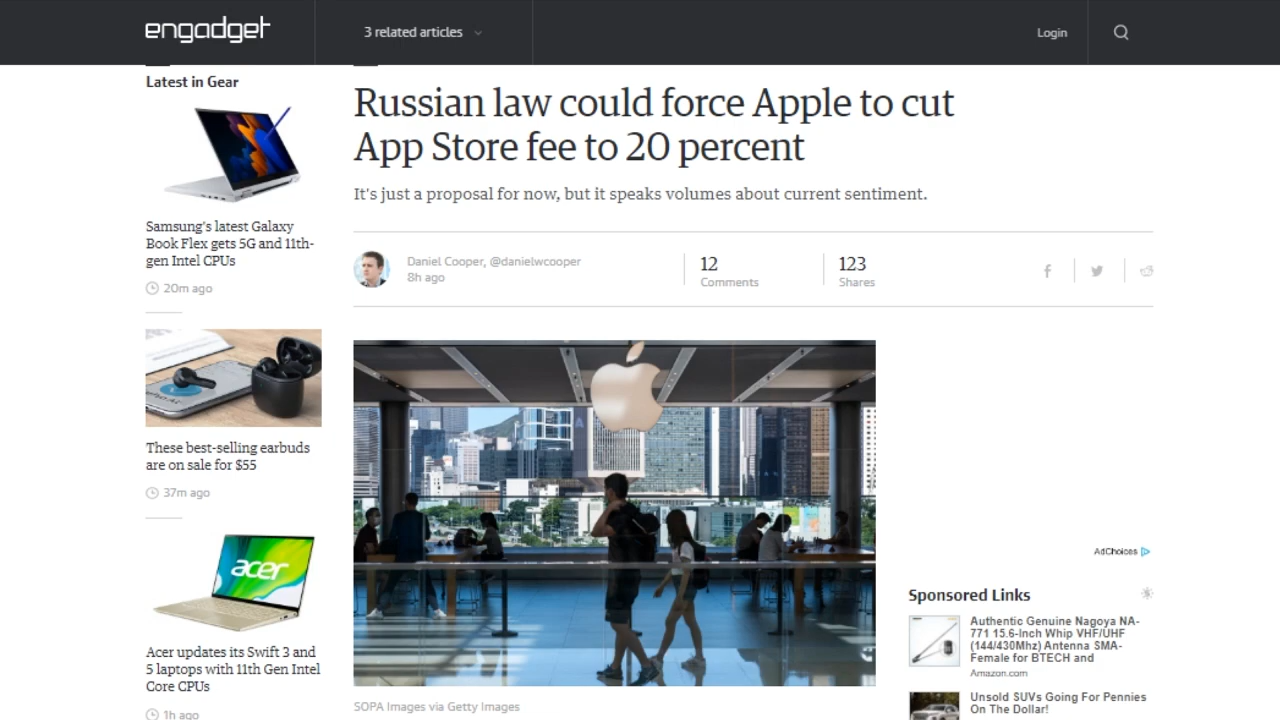 engadget
3 related articles
Login
Latest in Gear
Samsung's latest Galaxy
Book Flex gets 5G and 11th-
gen Intel CPUs
20m ago
These best-selling earbuds
are on sale for $55
37m ago
acer
Acer updates its Swift 3 and
5 laptops with 11th Gen Intel
Core CPUs
1h ago
Russian law could force Apple to cut
App Store fee to 20 percent
It's just a proposal for now, but it speaks volumes about current sentiment.
Daniel Cooper, @danielwcooper
8h ago
12
Comments
123
Shares
SOPA Images via Getty Images
AdChoices
Sponsored Links
Authentic Genuine Nagoya NA-
771 15.6-Inch Whip VHF/UHF
(144/430Mhz) Antenna SMA-
Female for BTECH and
Amazon.com
Unsold SUVs Going For Pennies
On The Dollar!